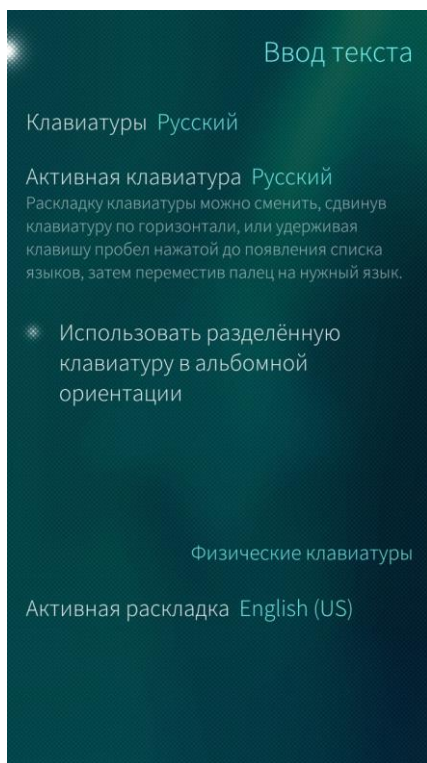 Ввод текста
Клавиатуры Русский
Активная клавиатура Русский
Раскладку клавиатуры можно сменить, сдвинув
клавиатуру по горизонтали, или удерживая
клавишу пробел нажатой до появления списка
языков, затем переместив палец на нужный язык.
Использовать разделённую
клавиатуру в альбомной
ориентации
Физические клавиатуры
Активная раскладка English (US)